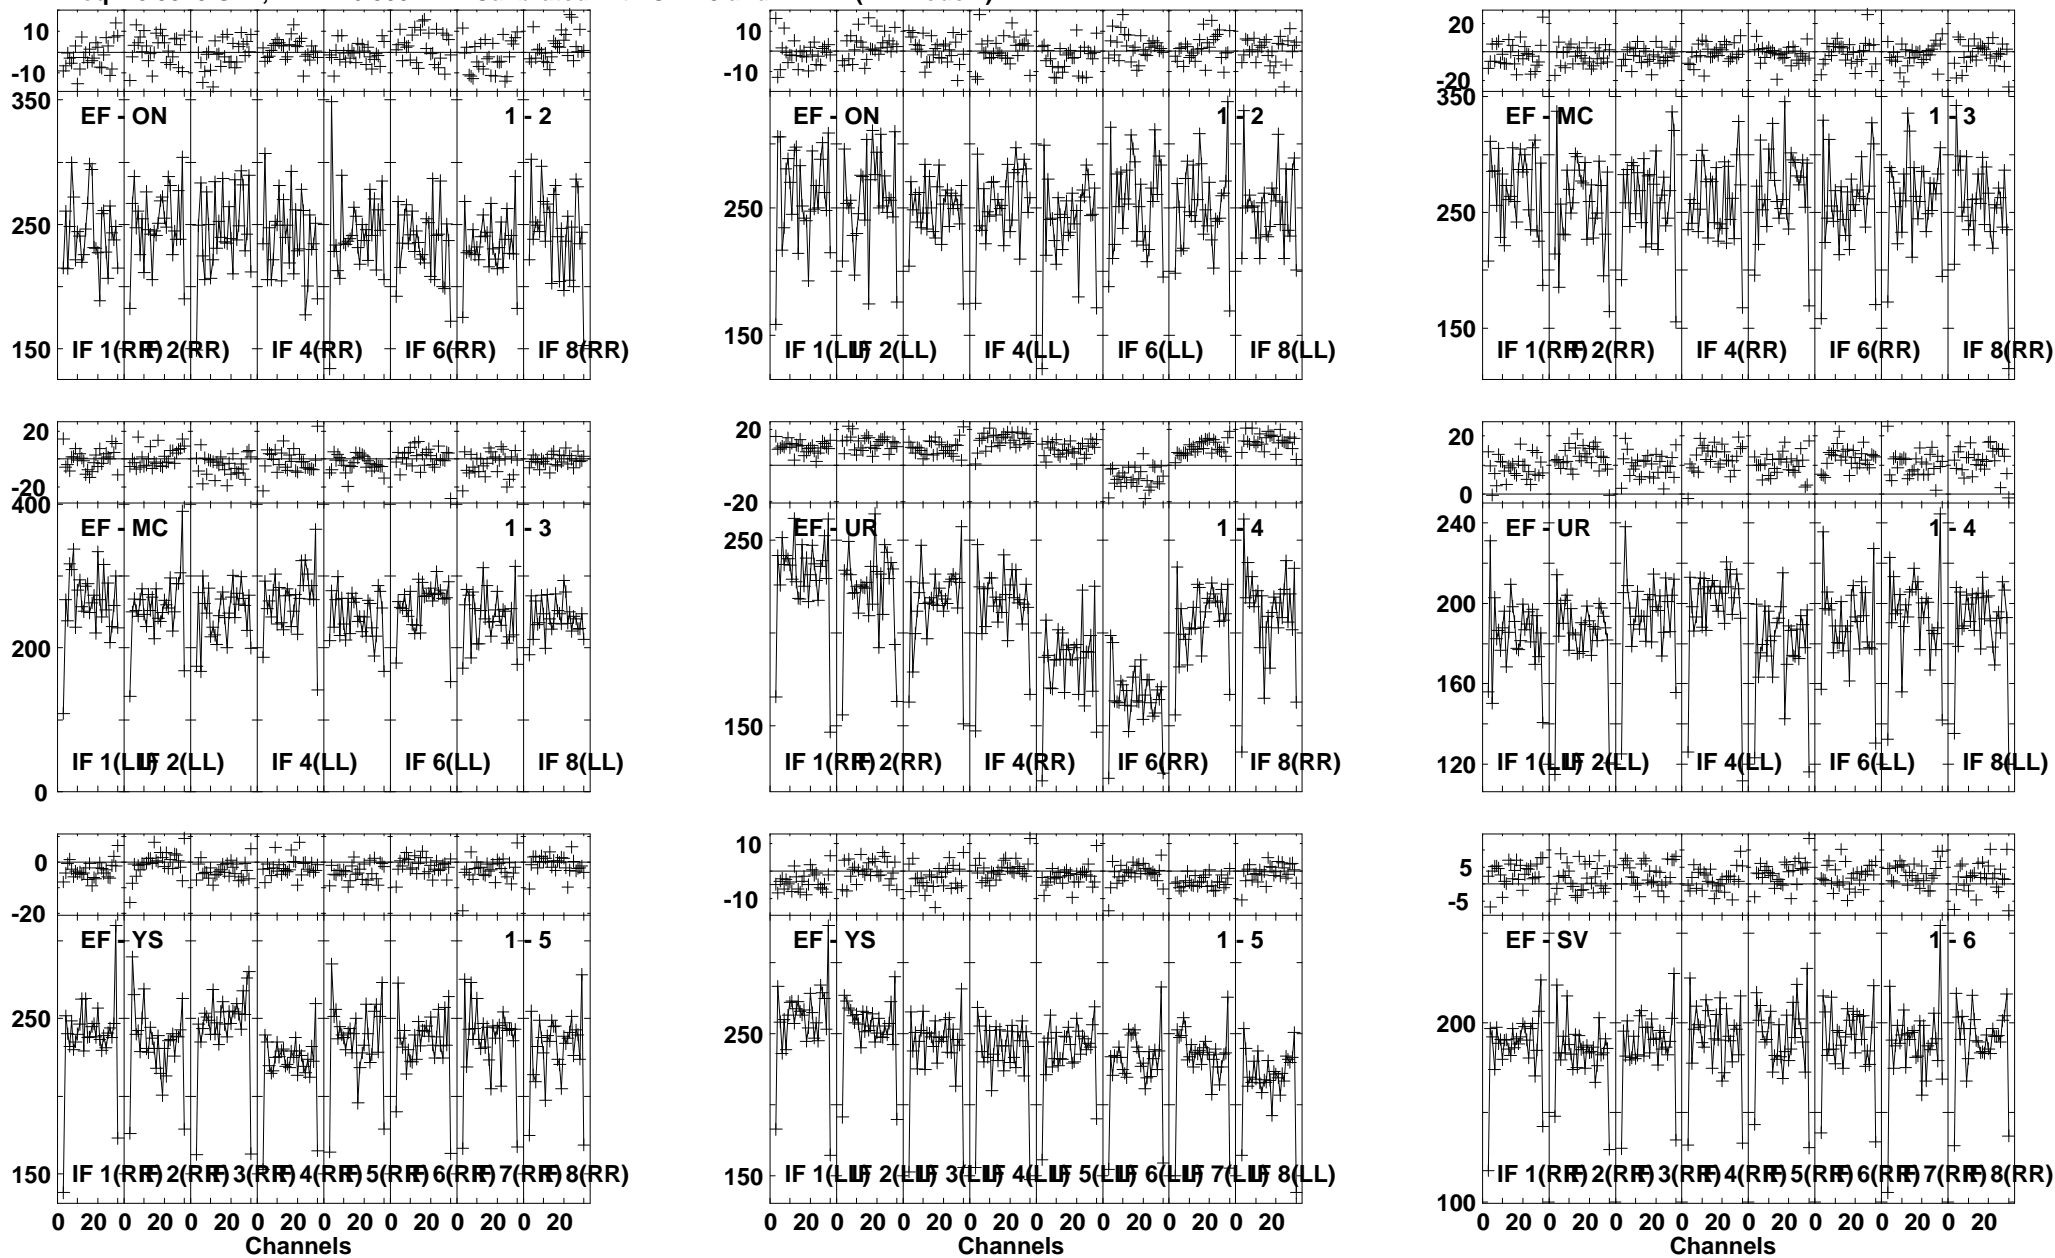 10
-10
350
250
150
EF - ON
1 - 2
IF 1(RR)
IF 2(RR)
IF 4(RR)
IF 6(RR)
IF 8(RR)
10
-10
250
150
EF - ON
1 - 2
IF 1(LL)
IF 2(LL)
IF 4(LL)
IF 6(LL)
IF 8(LL)
20
-20
350
250
150
EF - MC
1 - 3
IF 1(RR)
IF 2(RR)
IF 4(RR)
IF 6(RR)
IF 8(RR)
20
-20
400
200
0
EF - MC
1 - 3
IF 1(LL)
IF 2(LL)
IF 4(LL)
IF 6(LL)
IF 8(LL)
20
-20
250
150
EF - UR
1 - 4
IF 1(RR)
IF 2(RR)
IF 4(RR)
IF 6(RR)
IF 8(RR)
20
0
240
200
160
120
EF - UR
1 - 4
IF 1(LL)
IF 2(LL)
IF 4(LL)
IF 6(LL)
IF 8(LL)
0
-20
250
150
EF - YS
1 - 5
IF 1(RR)
IF 2(RR)
IF 3(RR)
IF 4(RR)
IF 5(RR)
IF 6(RR)
IF 7(RR)
IF 8(RR)
0 20 0 20 0 20 0 20 0 20 0 20 0 20 0 20
Channels
10
-10
250
150
EF - YS
1 - 5
IF 1(LL)
IF 2(LL)
IF 3(LL)
IF 4(LL)
IF 5(LL)
IF 6(LL)
IF 7(LL)
IF 8(LL)
0 20 0 20 0 20 0 20 0 20 0 20 0 20 0 20
Channels
5
-5
200
100
EF - SV
1 - 6
IF 1(RR)
IF 2(RR)
IF 3(RR)
IF 4(RR)
IF 5(RR)
IF 6(RR)
IF 7(RR)
IF 8(RR)
0 20 0 20 0 20 0 20 0 20 0 20 0 20 0 20
Channels